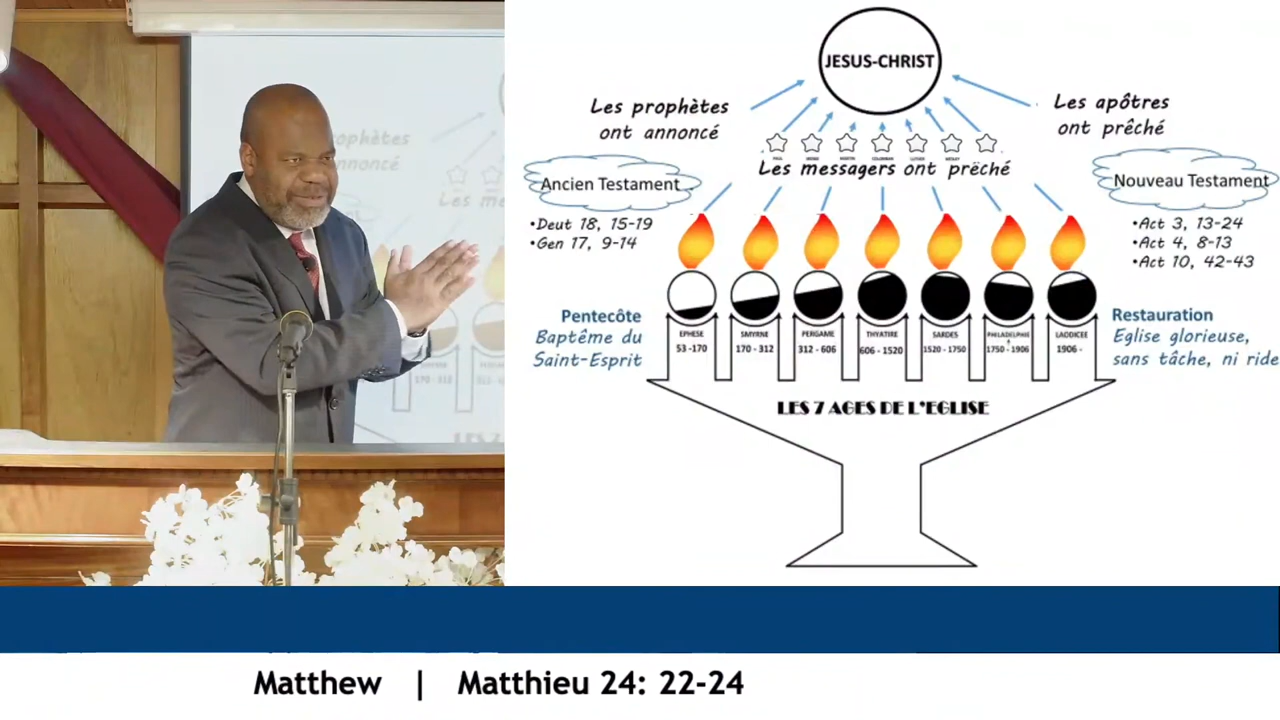 JESUS-CHRIST
Les prophètes
ont annoncé
Les apôtres
ont prêché
Les messagers ont prëché
Ancien Testament
•Deut 18, 15-19
•Gen 17, 9-14
Nouveau Testament
•Act 3, 13-24
•Act 4, 8-13
•Act 10, 42-43
Pentecôte
Baptême du
Saint-Esprit
EPHESE
53 -170
SMYRNE
170 - 312
PERGAME
312 - 606
THYATIRE
606 - 1520
SARDES
1520 - 1750
PHILADELPHIE
1750 - 1906
LAODICEE
1906 -
Restauration
Eglise glorieuse,
sans tâche, ni ride
LES 7 AGES DE L'EGLISE
Matthew | Matthieu 24: 22-24